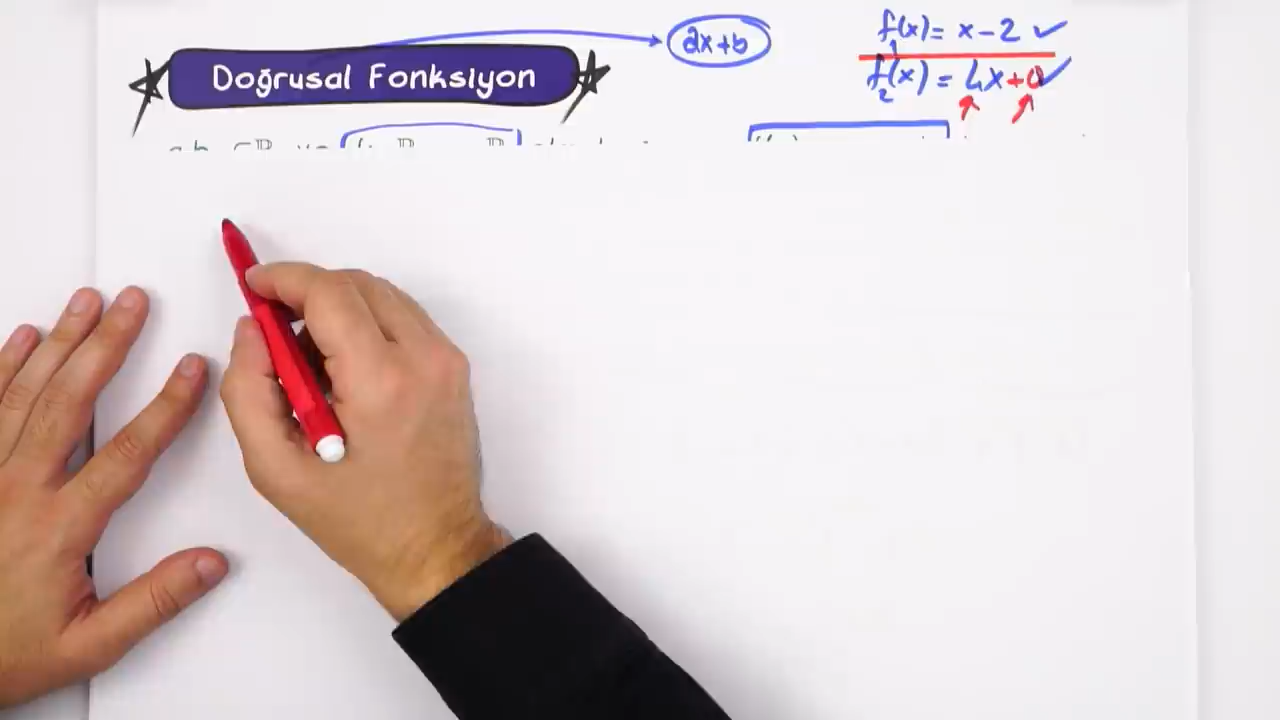 ax+b
f₁(x) = x-2 ✓
Doğrusal Fonksiyon
f₂(x) = 4x+0 ✓